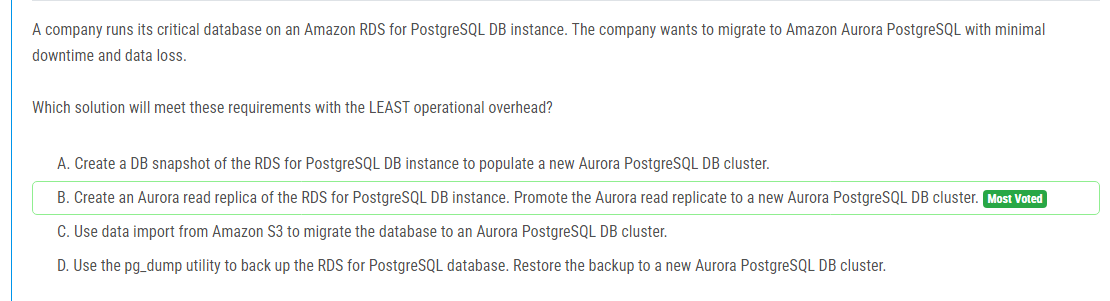 A company runs its critical database on an Amazon RDS for PostgreSQL DB instance. The company wants to migrate to Amazon Aurora PostgreSQL with minimal
downtime and data loss.
Which solution will meet these requirements with the LEAST operational overhead?
A. Create a DB snapshot of the RDS for PostgreSQL DB instance to populate a new Aurora PostgreSQL DB cluster.
B. Create an Aurora read replica of the RDS for PostgreSQL DB instance. Promote the Aurora read replicate to a new Aurora PostgreSQL DB cluster. Most Voted
C. Use data import from Amazon S3 to migrate the database to an Aurora PostgreSQL DB cluster.
D. Use the pg_dump utility to back up the RDS for PostgreSQL database. Restore the backup to a new Aurora PostgreSQL DB cluster.